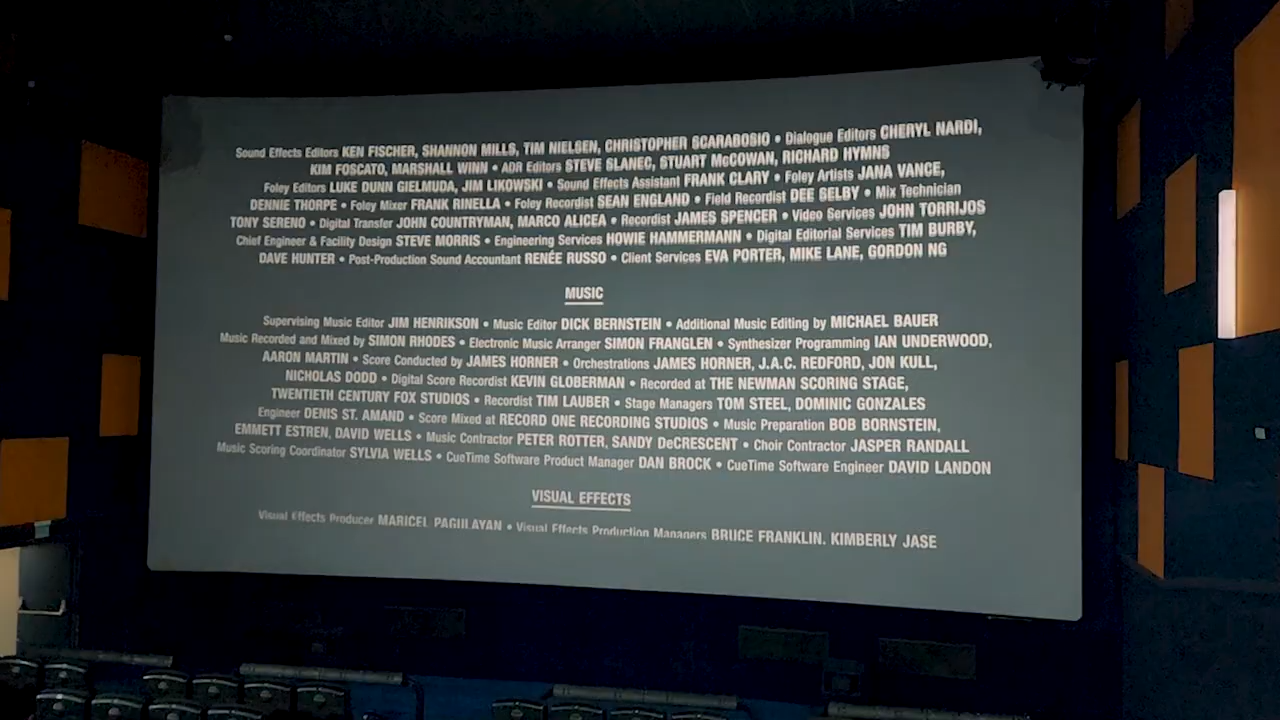 Sound Effects Editors KEN FISCHER, SHANNON MILLS, TIM NIELSEN, CHRISTOPHER SCARABOSIO • Dialogue Editors CHERYL NARDI,
KIM FOSCATO, MARSHALL WINN • ADR Editors STEVE SLANEC, STUART McCOWAN, RICHARD HYMNS
Foley Editors LUKE DUNN GIELMUDA, JIM LIKOWSKI • Sound Effects Assistant FRANK CLARY • Foley Artists JANA VANCE,
DENNIE THORPE • Foley Mixer FRANK RINELLA • Foley Recordist SEAN ENGLAND • Field Recordist DEE SELBY • Mix Technician
TONY SERENO • Digital Transfer JOHN COUNTRYMAN, MARCO ALICEA • Recordist JAMES SPENCER • Video Services JOHN TORRIJOS
Chief Engineer & Facility Design STEVE MORRIS • Engineering Services HOWIE HAMMERMANN • Digital Editorial Services TIM BURBY,
DAVE HUNTER • Post-Production Sound Accountant RENÉE RUSSO • Client Services EVA PORTER, MIKE LANE, GORDON NG
MUSIC
Supervising Music Editor JIM HENRIKSON • Music Editor DICK BERNSTEIN • Additional Music Editing by MICHAEL BAUER
Music Recorded and Mixed by SIMON RHODES • Electronic Music Arranger SIMON FRANGLEN • Synthesizer Programming IAN UNDERWOOD,
AARON MARTIN • Score Conducted by JAMES HORNER • Orchestrations JAMES HORNER, J.A.C. REDFORD, JON KULL,
NICHOLAS DODD • Digital Score Recordist KEVIN GLOBERMAN • Recorded at THE NEWMAN SCORING STAGE,
TWENTIETH CENTURY FOX STUDIOS • Recordist TIM LAUBER • Stage Managers TOM STEEL, DOMINIC GONZALES
Engineer DENIS ST. AMAND • Score Mixed at RECORD ONE RECORDING STUDIOS • Music Preparation BOB BORNSTEIN,
EMMETT ESTREN, DAVID WELLS • Music Contractor PETER ROTTER, SANDY DeCRESCENT • Choir Contractor JASPER RANDALL
Music Scoring Coordinator SYLVIA WELLS • CueTime Software Product Manager DAN BROCK • CueTime Software Engineer DAVID LANDON
VISUAL EFFECTS
Visual Effects Producer MARICEL PAGULAYAN • Visual Effects Production Managers BRUCE FRANKLIN, KIMBERLY JASE